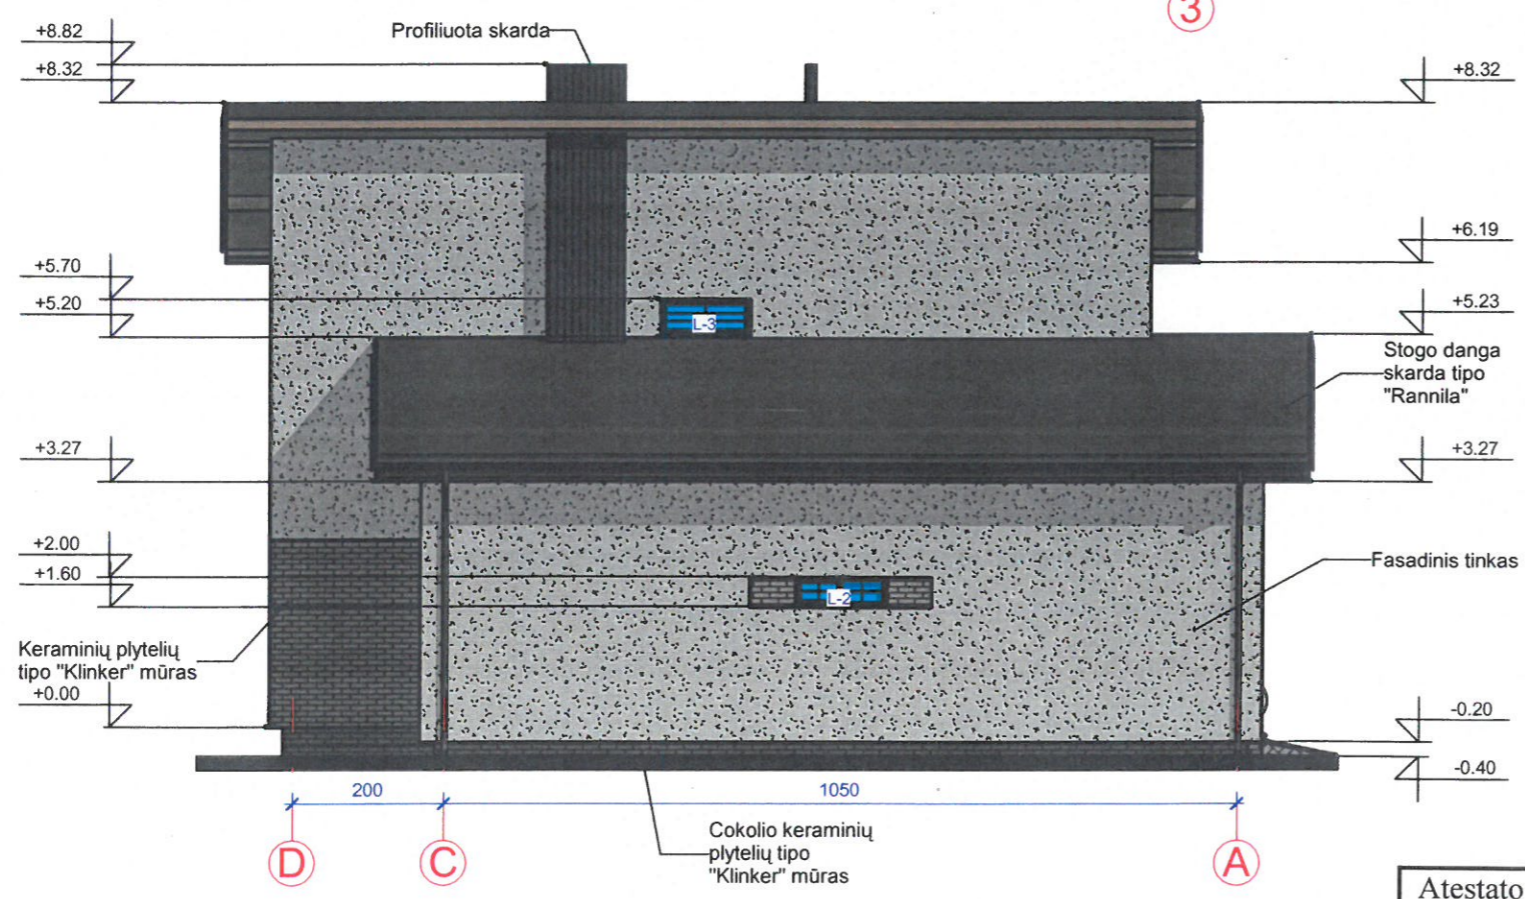 3
+8.82
Profiliuota skarda
+8.32
+8.32
+6.19
+5.70
+5.20
+5.23
L-3
Stogo danga
skarda tipo
"Rannila"
+3.27
+3.27
+2.00
+1.60
Fasadinis tinkas
L-2
Keraminių plytelių
tipo "Klinker" mūras
+0.00
-0.20
-0.40
200
1050
Cokolio keraminių
plytelių tipo
"Klinker" mūras
D
C
A
Atestato